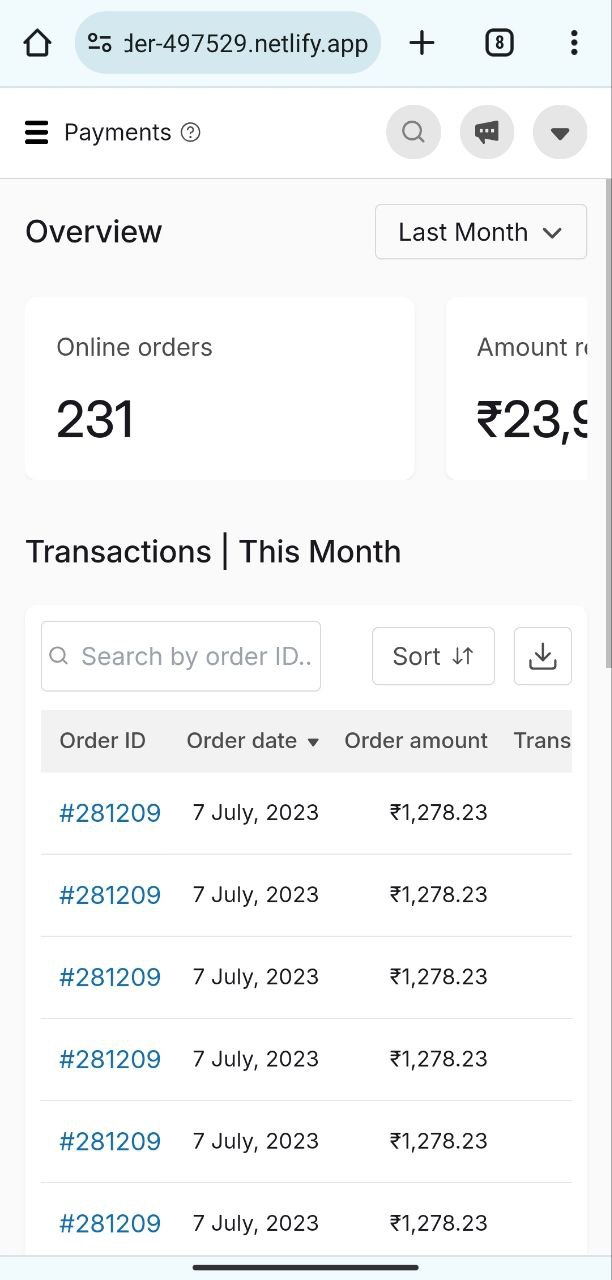 der-497529.netlify.app 8
Payments ?
Overview Last Month
Online orders Amount re
231 ₹23,9
Transactions | This Month
Search by order ID.. Sort
Order ID Order date Order amount Trans
#281209 7 July, 2023 ₹1,278.23
#281209 7 July, 2023 ₹1,278.23
#281209 7 July, 2023 ₹1,278.23
#281209 7 July, 2023 ₹1,278.23
#281209 7 July, 2023 ₹1,278.23
#281209 7 July, 2023 ₹1,278.23